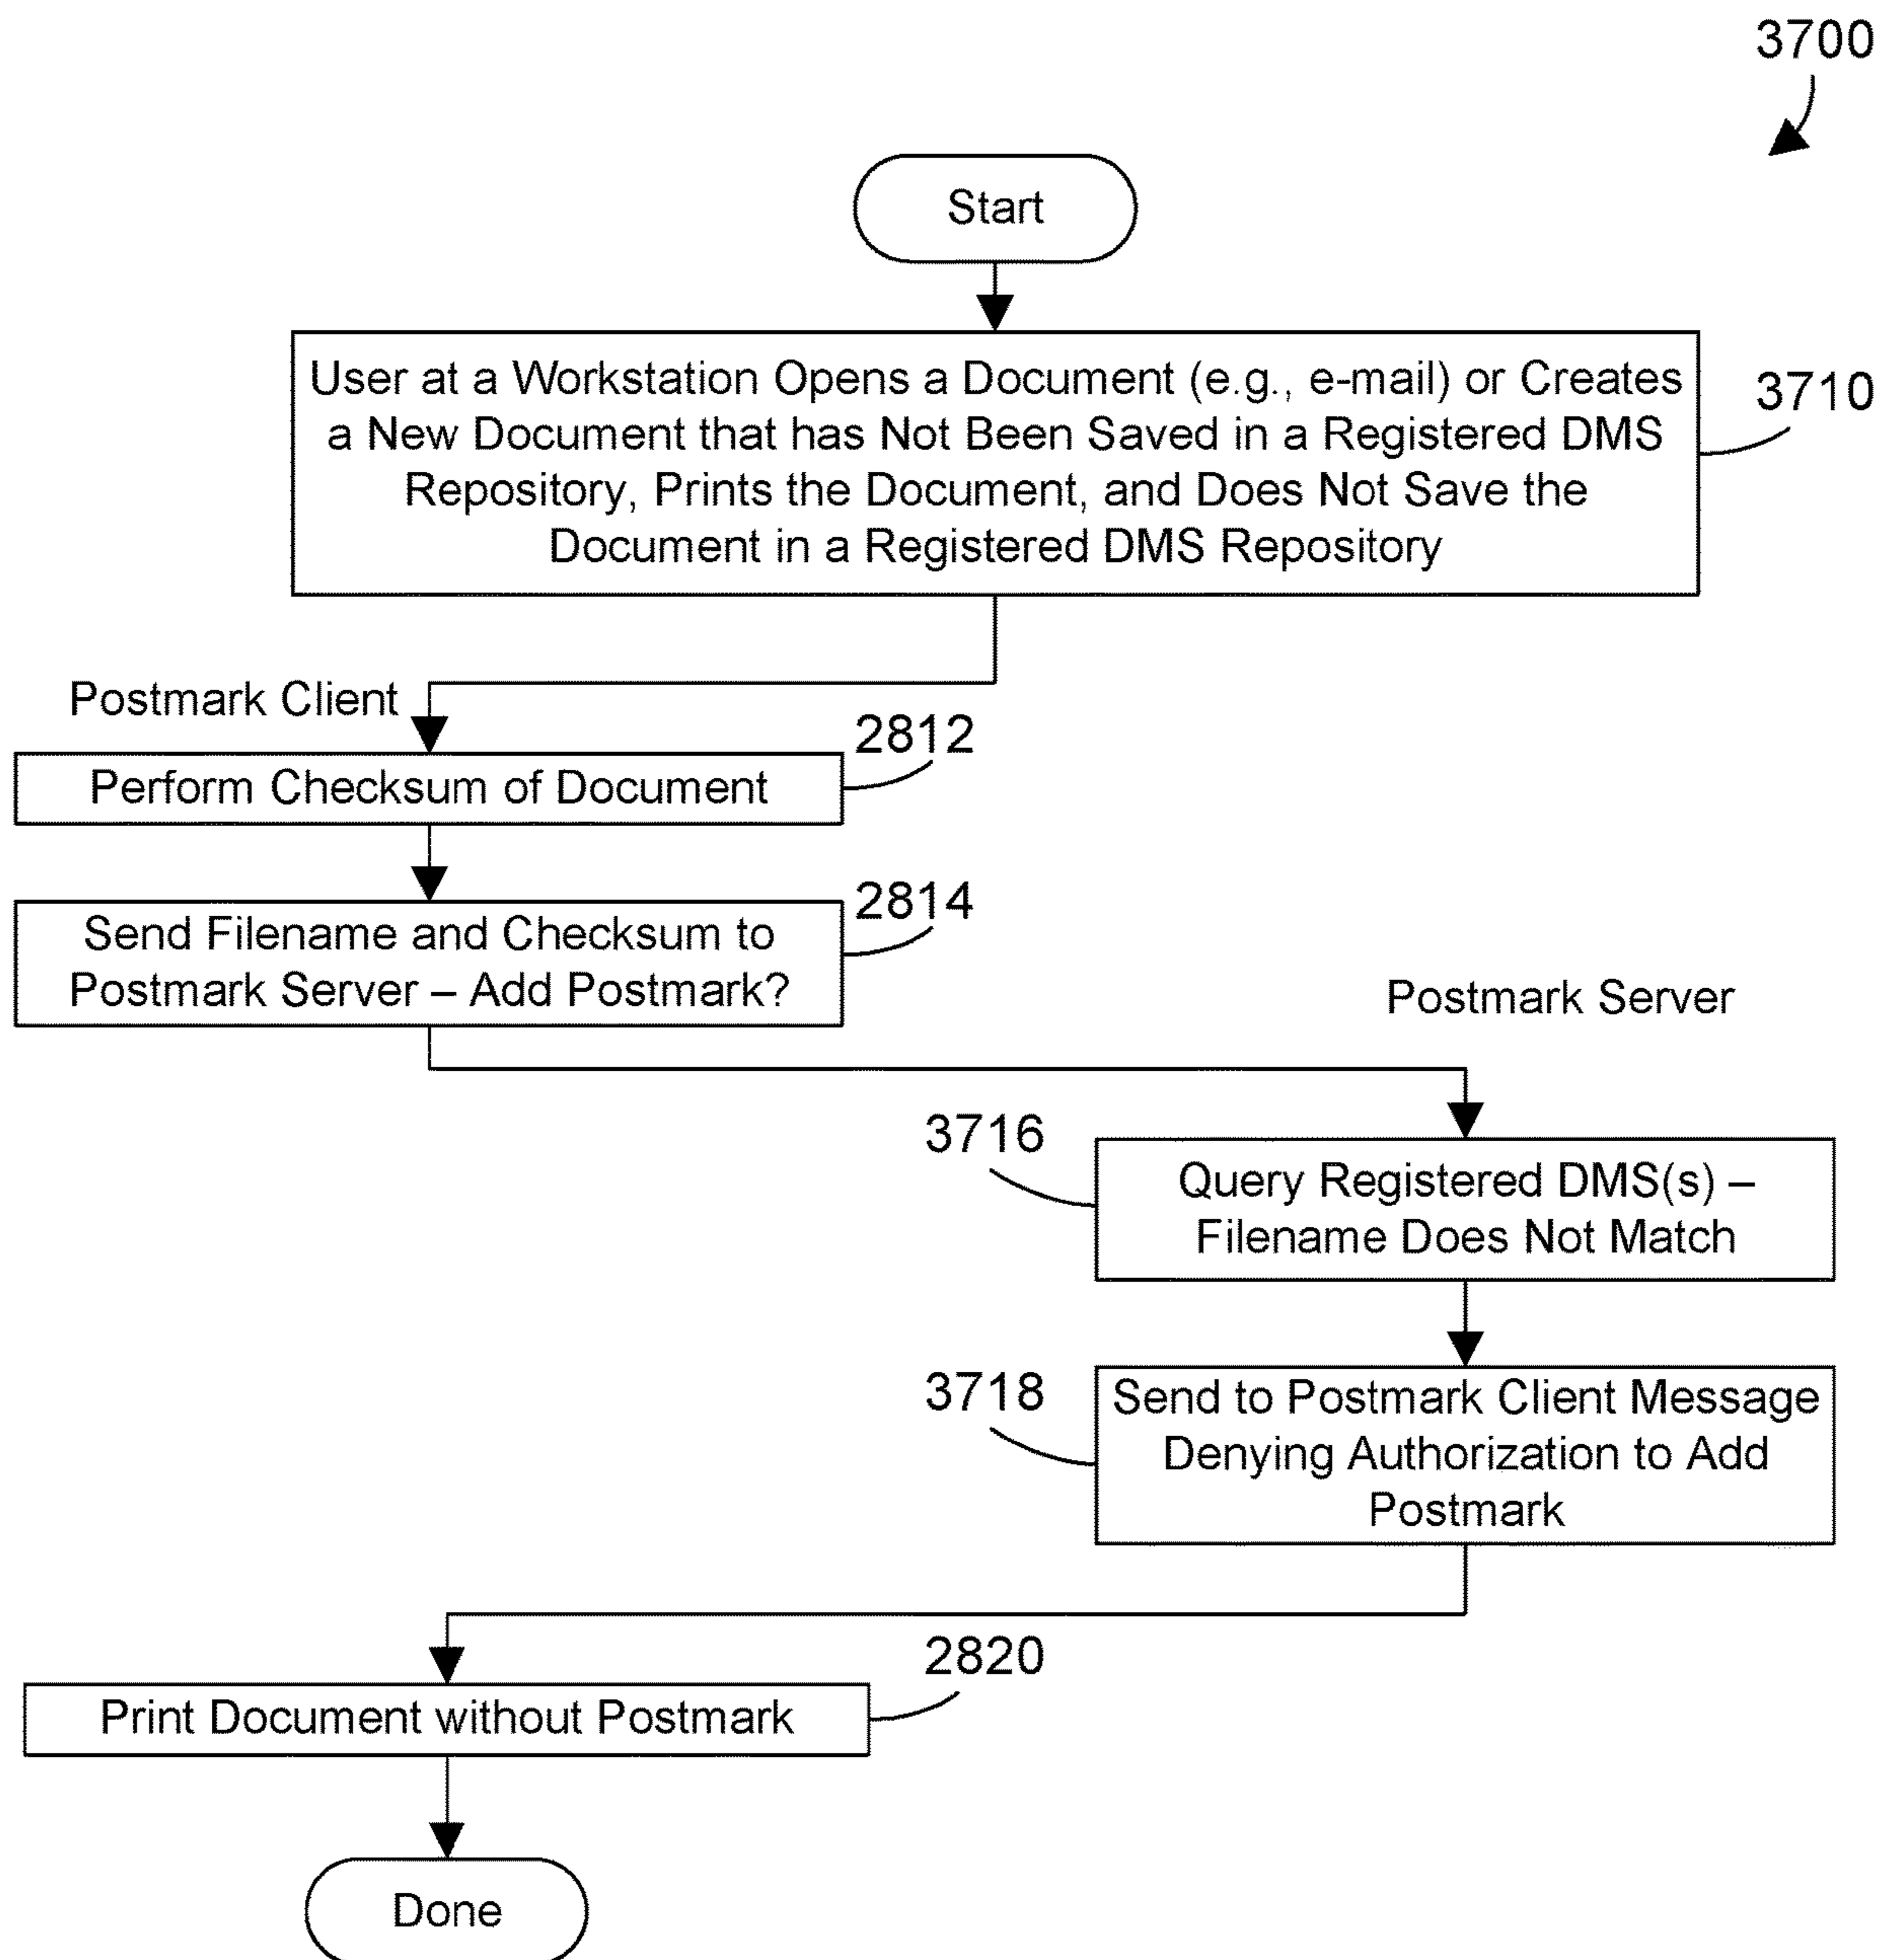 3700
Start
User at a Workstation Opens a Document (e.g., e-mail) or Creates
a New Document that has Not Been Saved in a Registered DMS
Repository, Prints the Document, and Does Not Save the
Document in a Registered DMS Repository
3710
Postmark Client
2812
Perform Checksum of Document
2814
Send Filename and Checksum to
Postmark Server – Add Postmark?
Postmark Server
3716
Query Registered DMS(s) –
Filename Does Not Match
3718
Send to Postmark Client Message
Denying Authorization to Add
Postmark
2820
Print Document without Postmark
Done